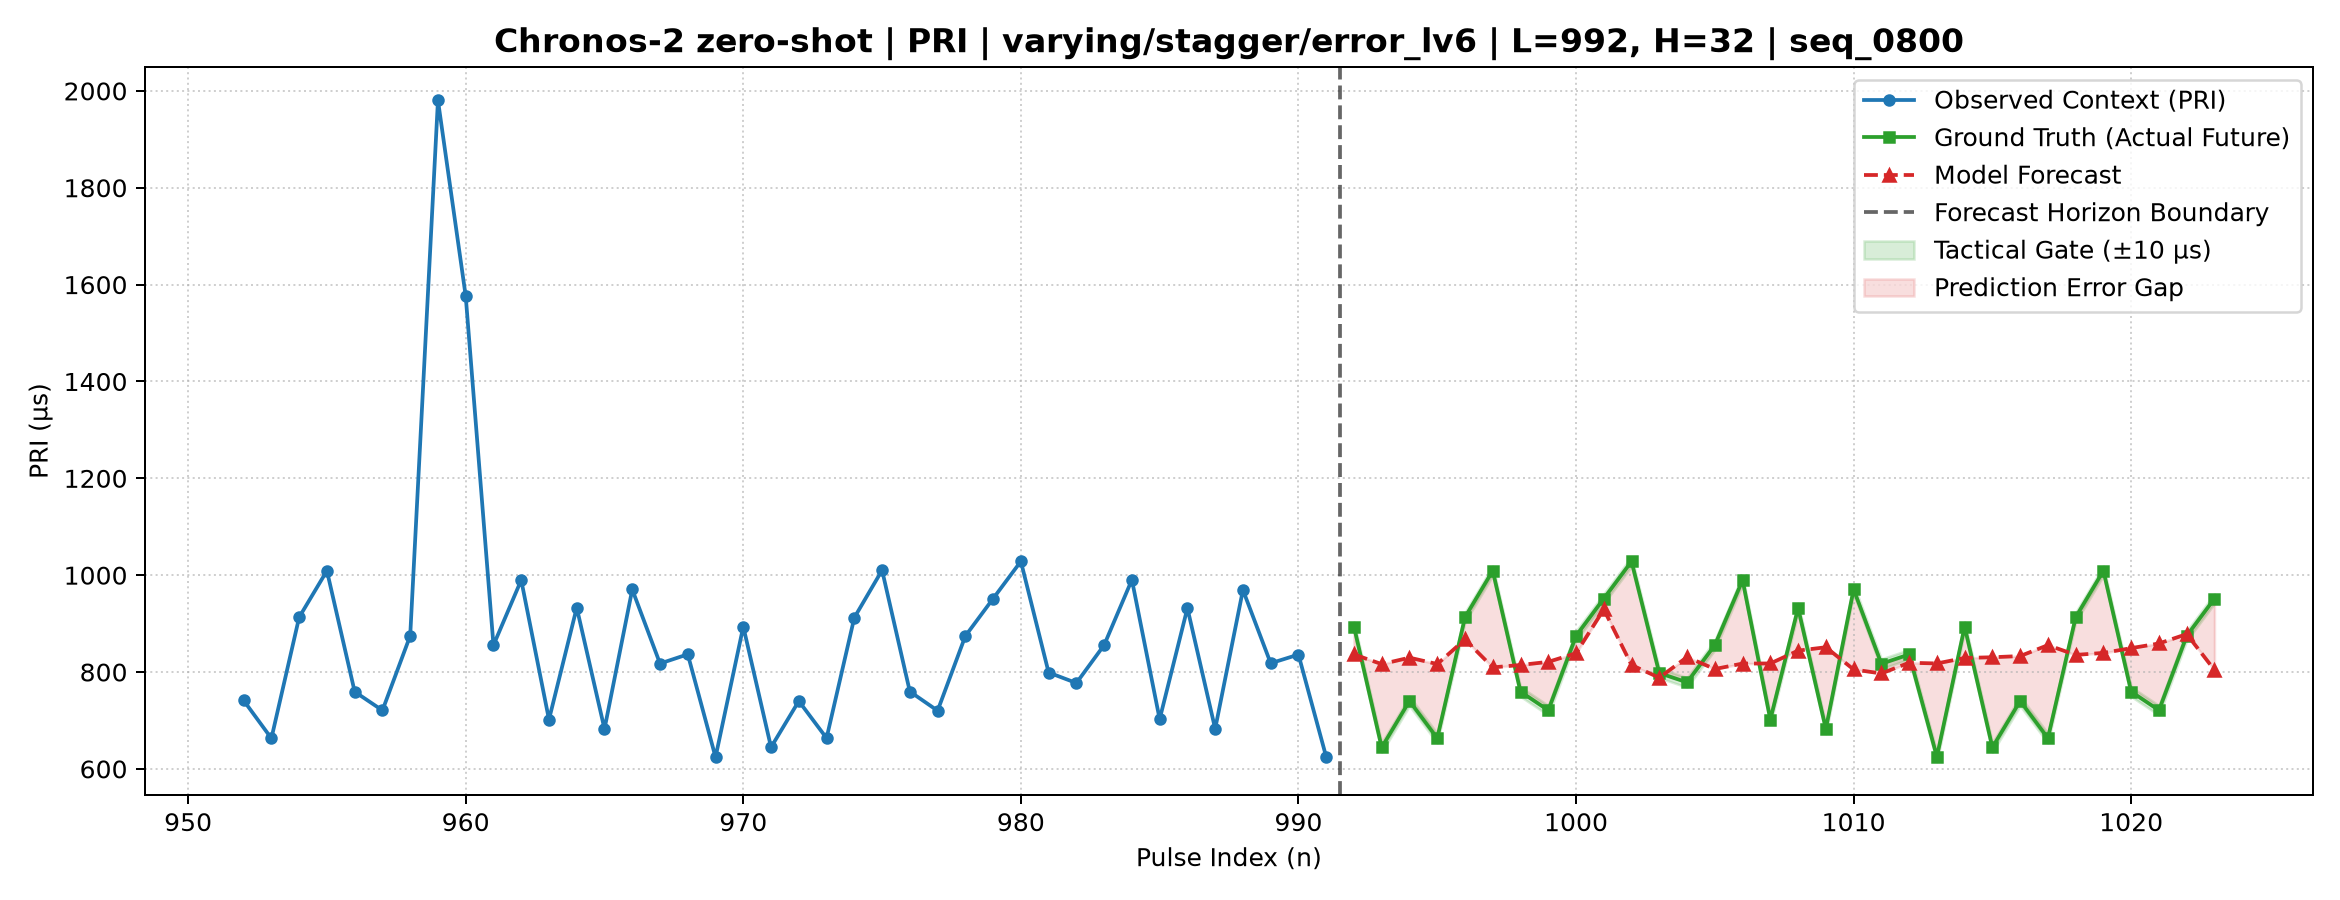 Chronos-2 zero-shot | PRI | varying/stagger/error_lv6 | L=992, H=32 | seq_0800
Observed Context (PRI)
Ground Truth (Actual Future)
Model Forecast
Forecast Horizon Boundary
Tactical Gate (±10 µs)
Prediction Error Gap
PRI (µs)
2000
1800
1600
1400
1200
1000
800
600
950 960 970 980 990 1000 1010 1020
Pulse Index (n)